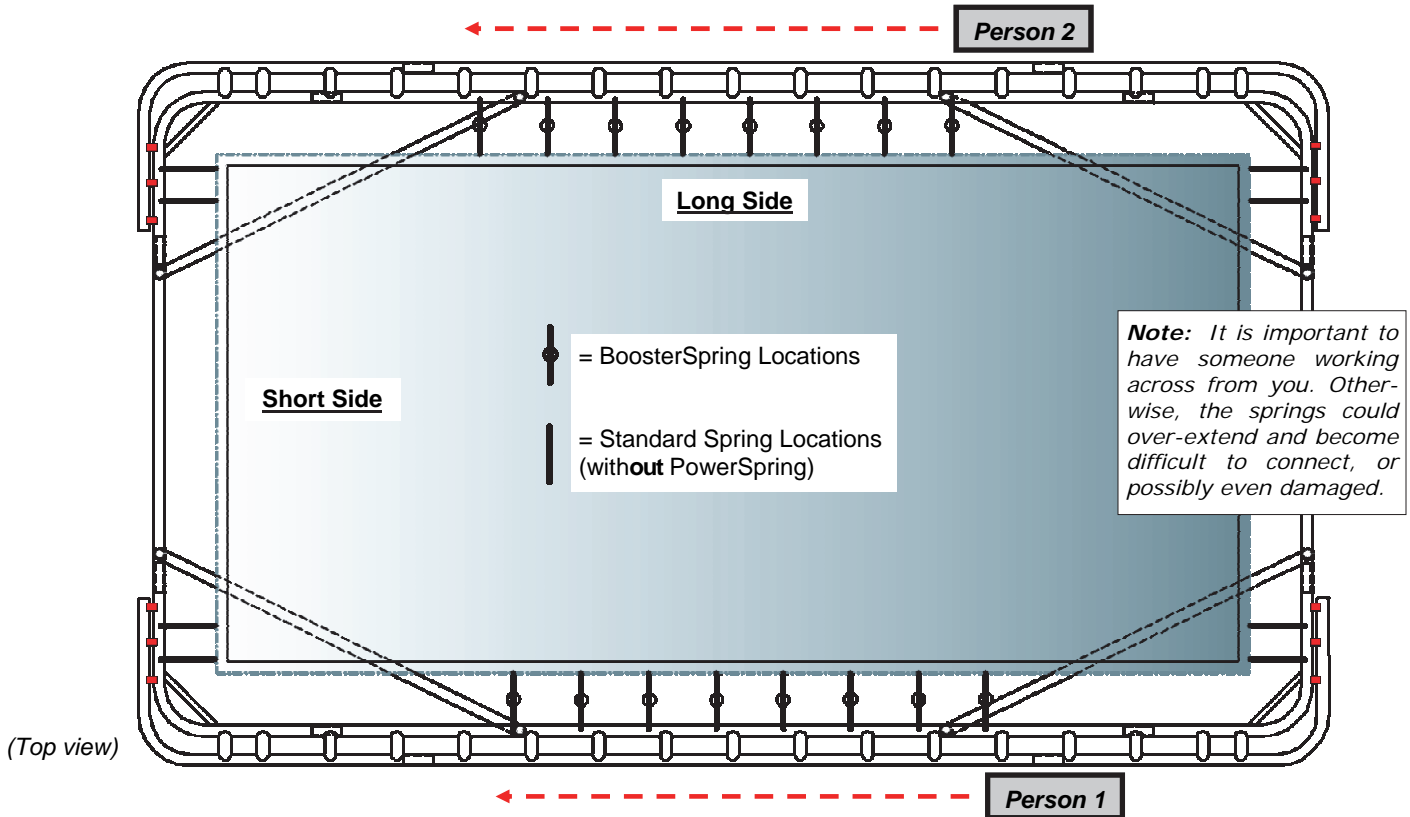 Person 2
Long Side
= BoosterSpring Locations
Short Side
= Standard Spring Locations
(without PowerSpring)
Note: It is important to
have someone working
across from you. Other-
wise, the springs could
over-extend and become
difficult to connect, or
possibly even damaged.
(Top view)
Person 1